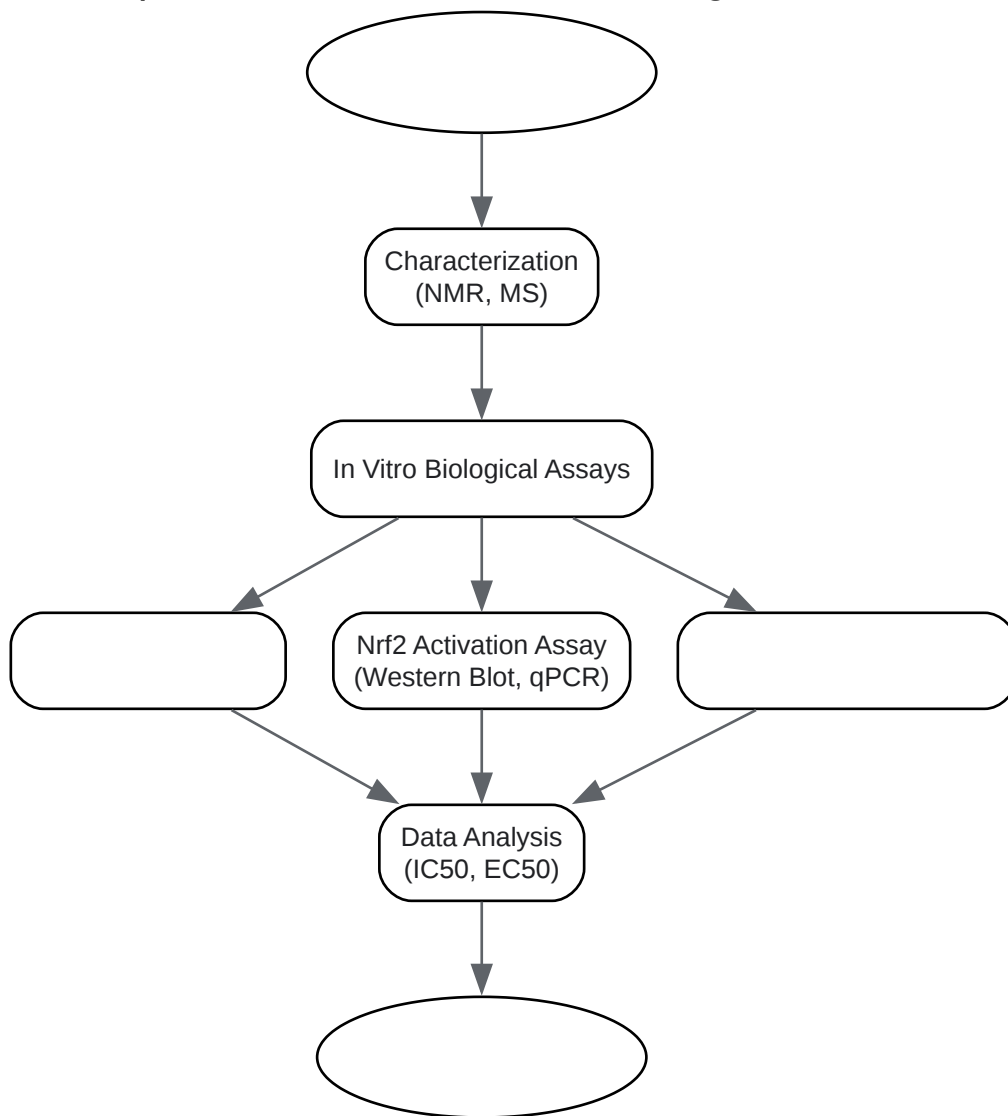 Characterization
(NMR, MS)
In Vitro Biological Assays
Nrf2 Activation Assay
(Western Blot, qPCR)
Data Analysis
(IC50, EC50)